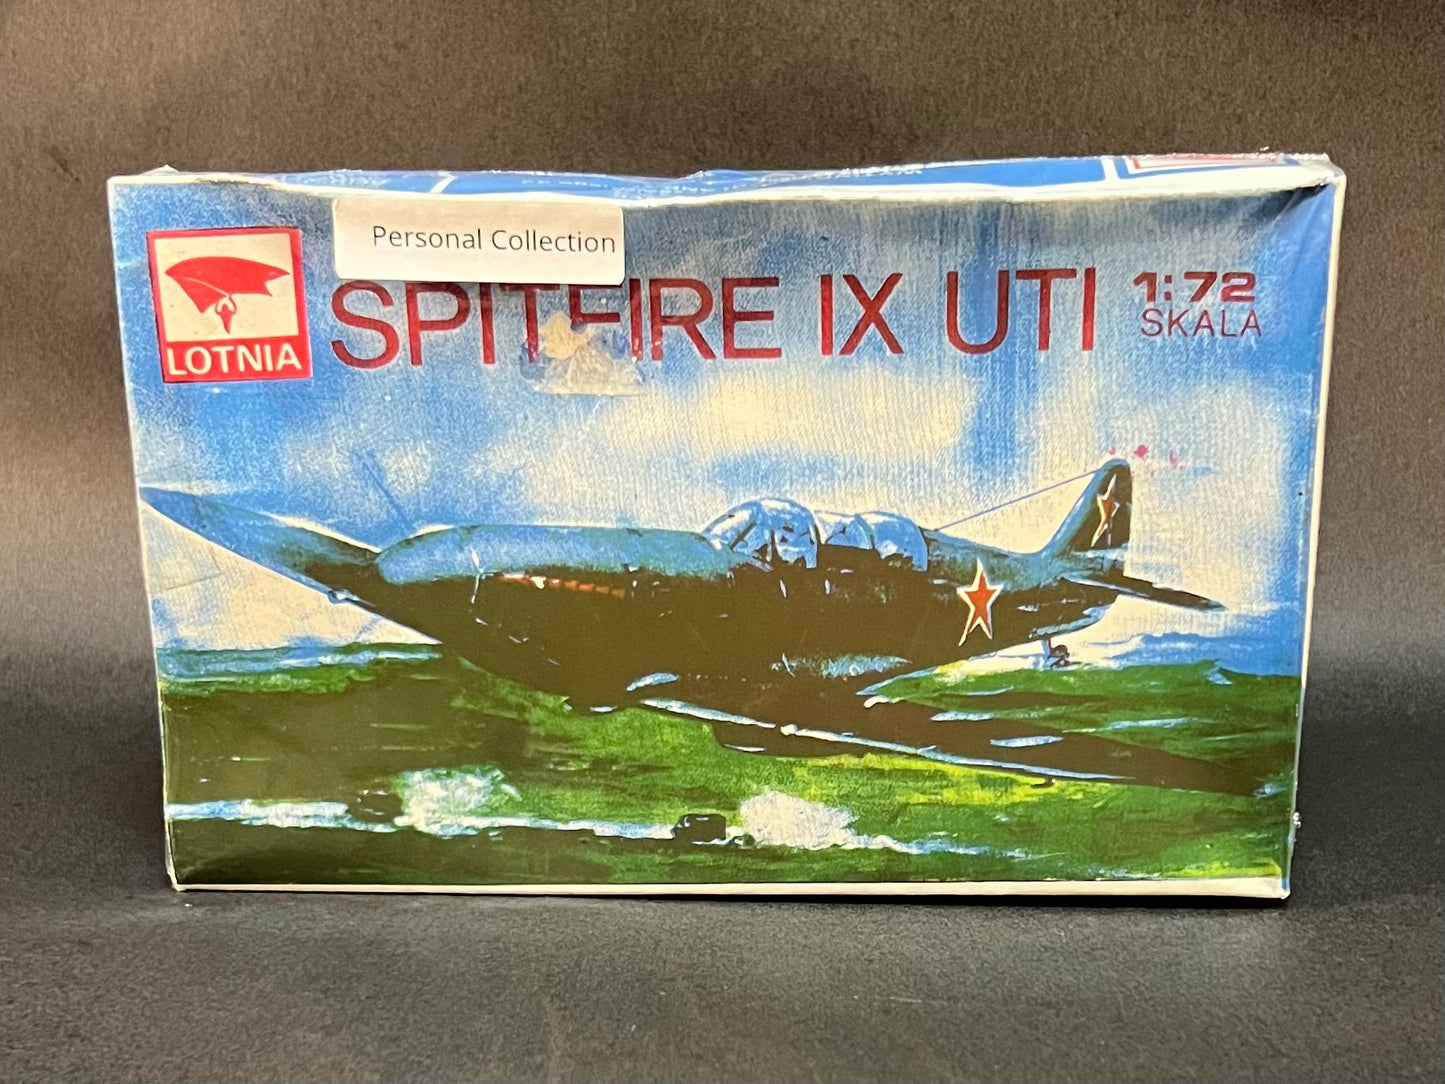 Personal Collection
LOTNIA
SPITFIRE IX UTI
1:72
SKALA